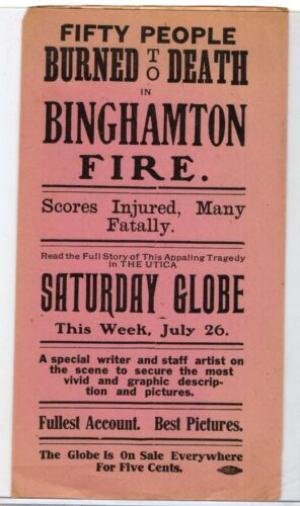 FIFTY PEOPLE
BURNED TO DEATH
IN
BINGHAMTON
FIRE.
Scores Injured, Many
Fatally.
Read the Full Story of This Appaling Tragedy
in THE UTICA
SATURDAY GLOBE
This Week, July 26.
A special writer and staff artist on
the scene to secure the most
vivid and graphic descrip-
tion and pictures.
Fullest Account. Best Pictures.
The Globe Is On Sale Everywhere
For Five Cents.